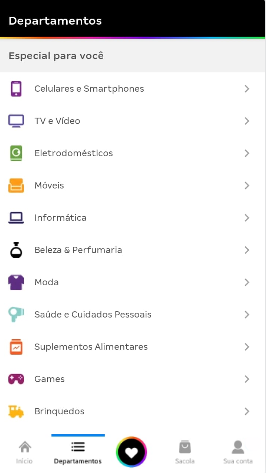 Departamentos
Especial para você
Celulares e Smartphones
TV e Vídeo
Eletrodomésticos
Móveis
Informática
Beleza & Perfumaria
Moda
Saúde e Cuidados Pessoais
Suplementos Alimentares
Games
Brinquedos
Início
Departamentos
Sacola
Sua conta